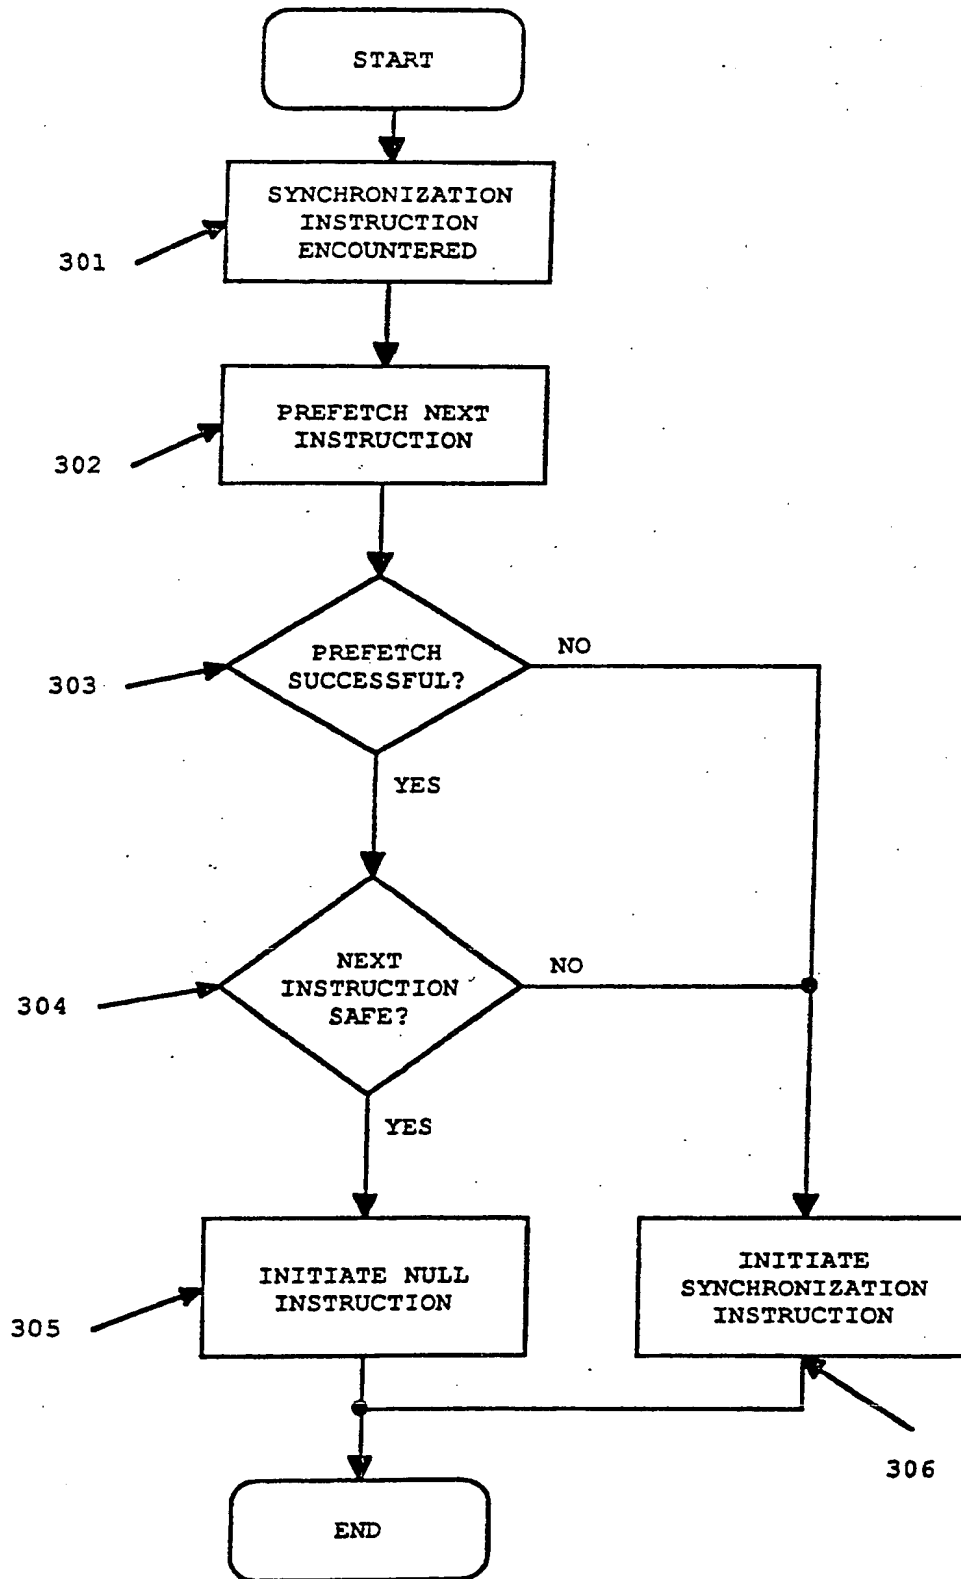 START
SYNCHRONIZATION
INSTRUCTION
ENCOUNTERED
301
PREFETCH NEXT
INSTRUCTION
302
PREFETCH
SUCCESSFUL?
NO
303
YES
NEXT
INSTRUCTION
SAFE?
NO
304
YES
INITIATE NULL
INSTRUCTION
305
INITIATE
SYNCHRONIZATION
INSTRUCTION
306
END